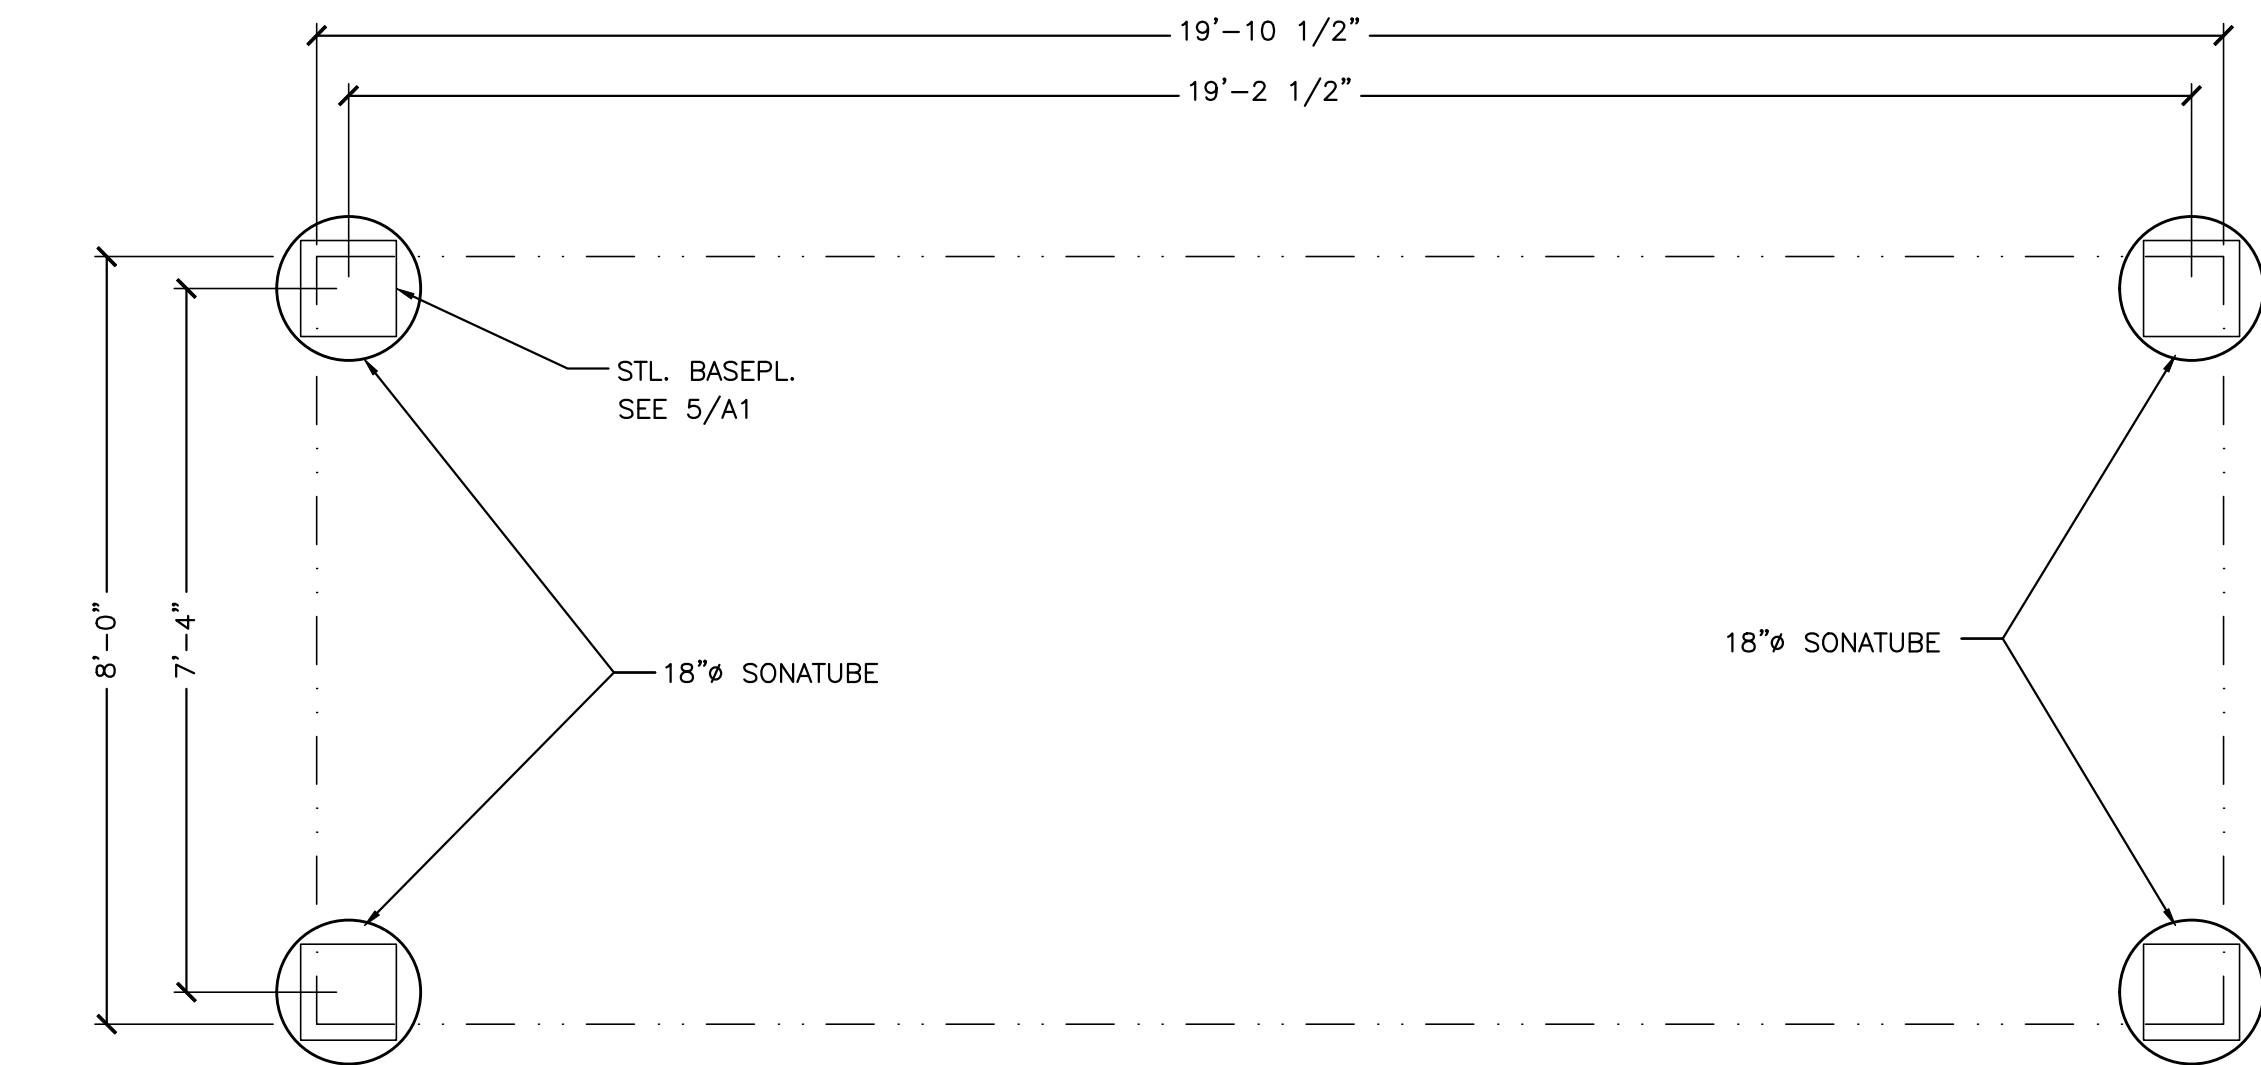 19'-10 1/2"
19'-2 1/2"
STL. BASEPL.
SEE 5/A1
8'-0"
7'-4"
18"ø SONATUBE
18"ø SONATUBE